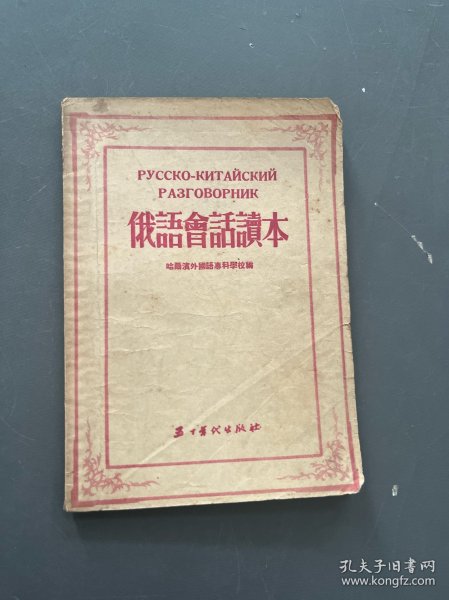 РУССКО-КИТАЙСКИЙ
РАЗГОВОРНИК
俄語會話讀本
哈爾濱外國語專科學校編
五十年代出版社
孔夫子旧书网
www.kongfz.com